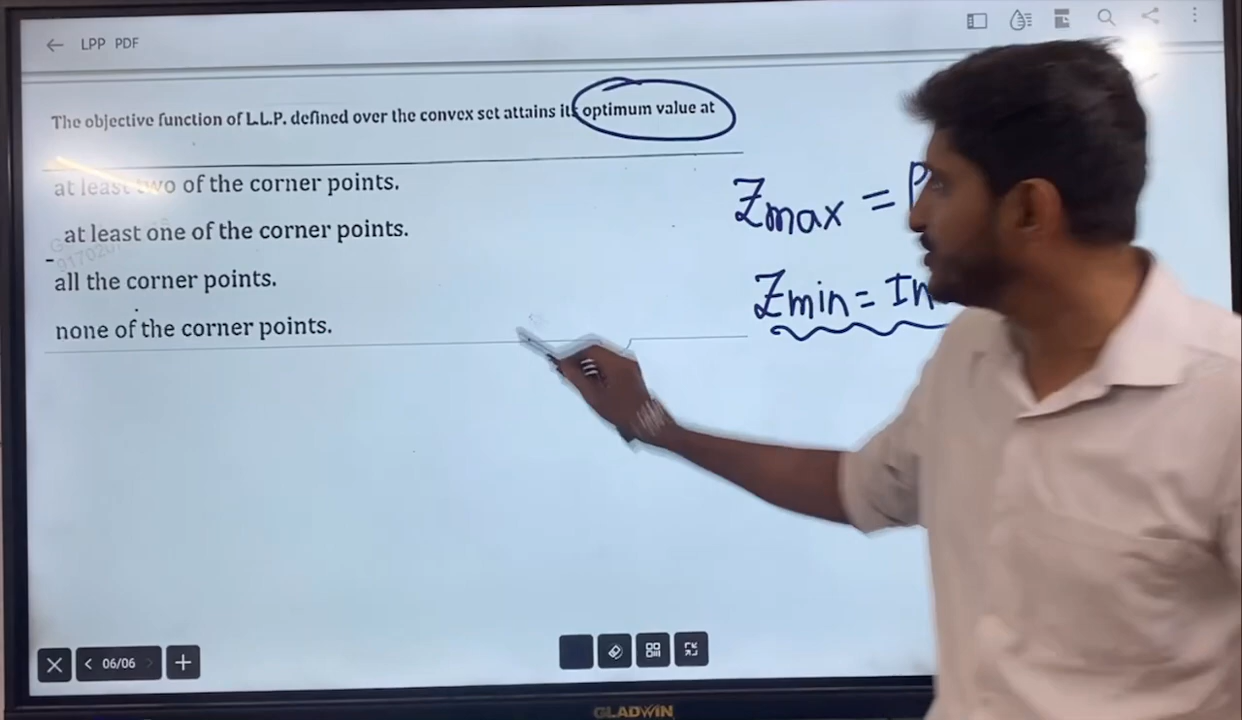 LPP PDF
The objective function of L.L.P. defined over the convex set attains its optimum value at
at least two of the corner points.
at least one of the corner points.
all the corner points.
none of the corner points.
Zmax =
Zmin =
06/06
GLADWIN